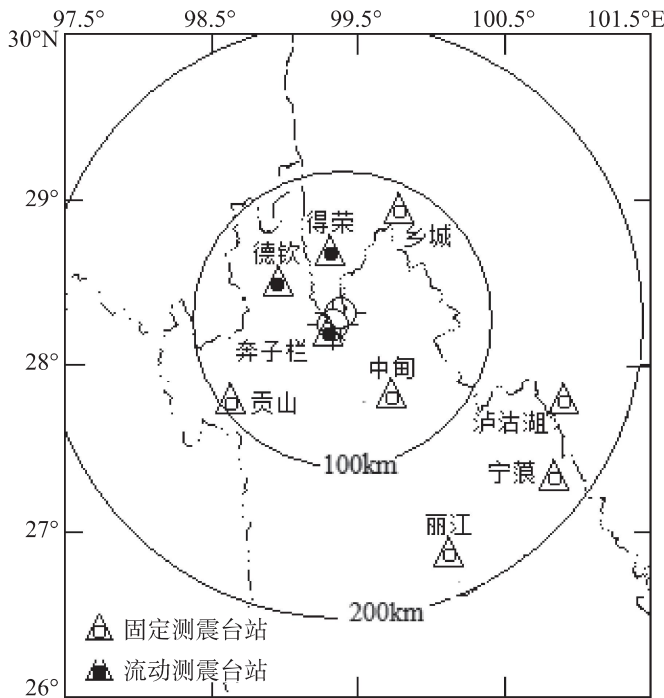 97.5° 98.5° 99.5° 100.5° 101.5°E
30°N
29°
得荣
乡城
德钦
28°
奔子栏
中甸
贡山
泸沽湖
100km
宁蒗
27°
丽江
200km
固定测震台站
流动测震台站
26°